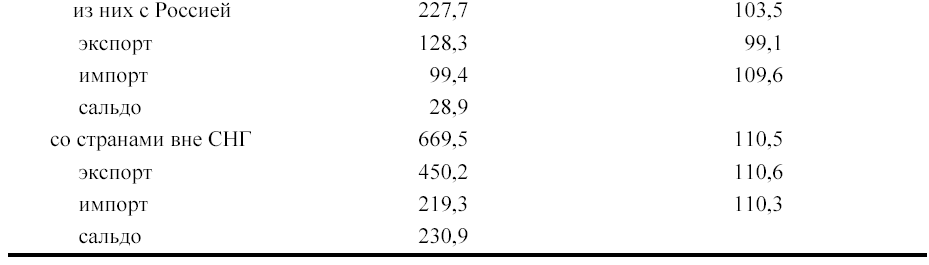 из них с Россией 227,7 103,5
экспорт 128,3 99,1
импорт 99,4 109,6
сальдо 28,9
со странами вне СНГ 669,5 110,5
экспорт 450,2 110,6
импорт 219,3 110,3
сальдо 230,9